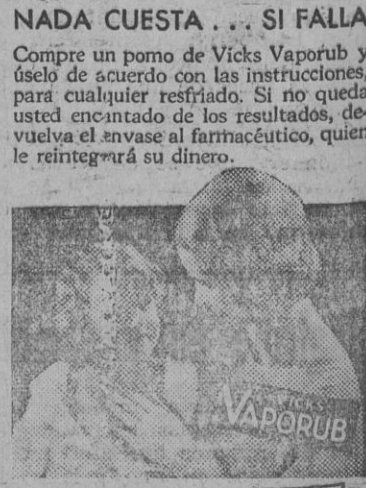 NADA CUESTA . . . SI FALLA
Compre un pomo de Vicks Vaporub y
úselo de acuerdo con las instrucciones,
para cualquier resfriado. Si no queda
usted encantado de los resultados, de-
vuelva el envase al farmacéutico, quien
le reintegrará su dinero.
VICKS
VAPORUB